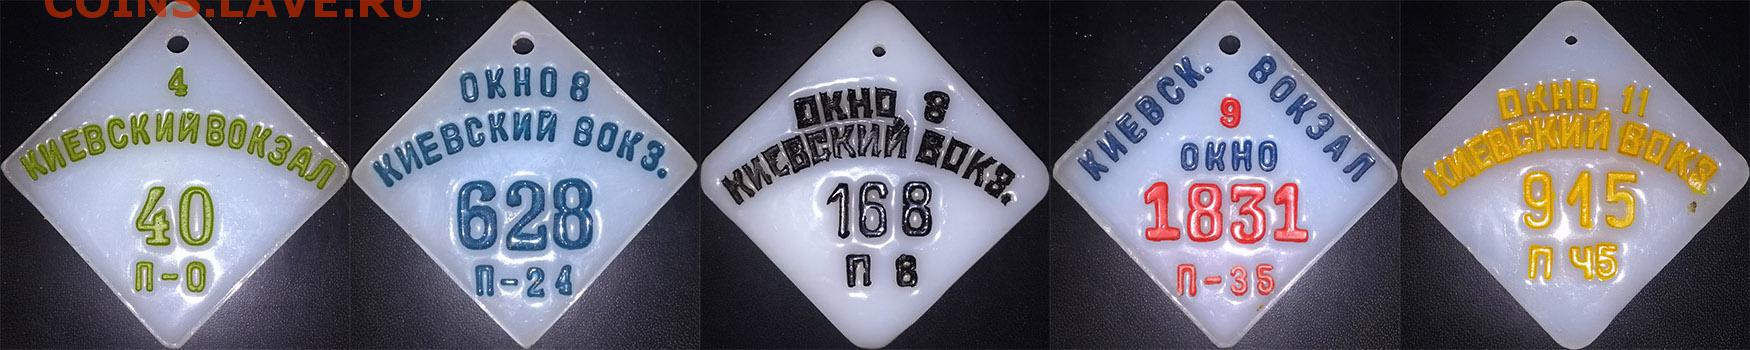 COINS.LAVE.RU
4
КИЕВСКИЙ ВОКЗАЛ
40
П-0
ОКНО 8
КИЕВСКИЙ ВОКЗ.
628
П-24
ОКНО 8
КИЕВСКИЙ ВОКЗ.
168
П 8
КИЕВСК. ВОКЗАЛ
9
ОКНО
1831
П-35
ОКНО 11
КИЕВСКИЙ ВОКЗ.
915
П Ч5